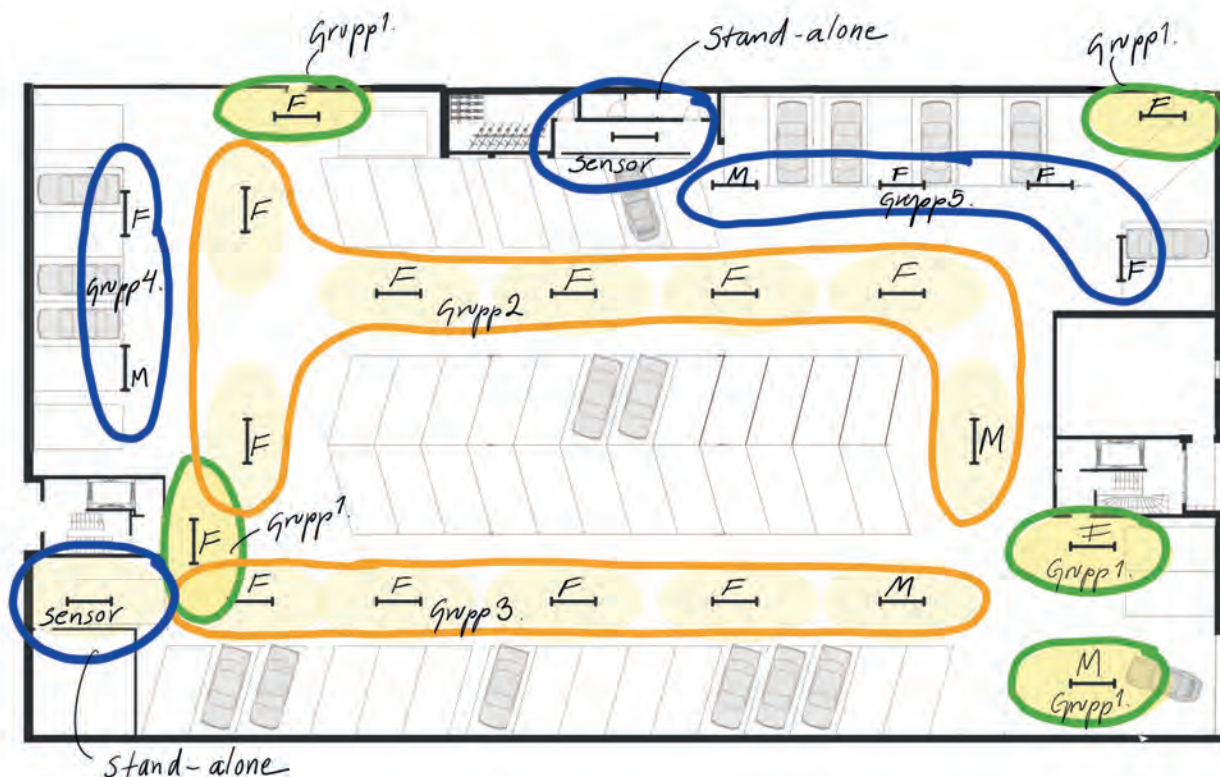 Grupp1.
Stand-alone
Grupp1.
F
F
Sensor
M
F
F
Grupp5.
F
F
F
Grupp4.
M
F
F
F
F
F
Grupp2
F
M
Grupp1.
F
F
Grupp1.
Sensor
F
F
F
F
M
Grupp3.
M
Grupp1.
Stand-alone